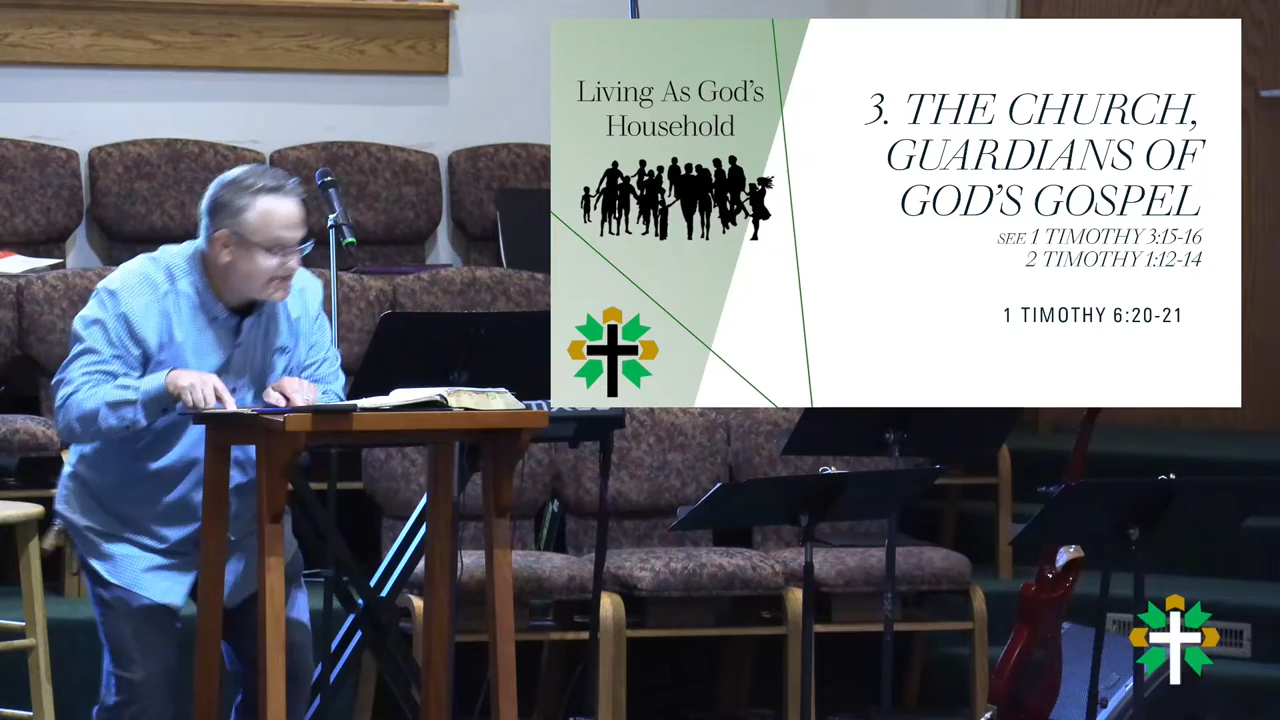 Living As God's
Household
3. THE CHURCH,
GUARDIANS OF
GOD'S GOSPEL
SEE 1 TIMOTHY 3:15-16
2 TIMOTHY 1:12-14
1 TIMOTHY 6:20-21